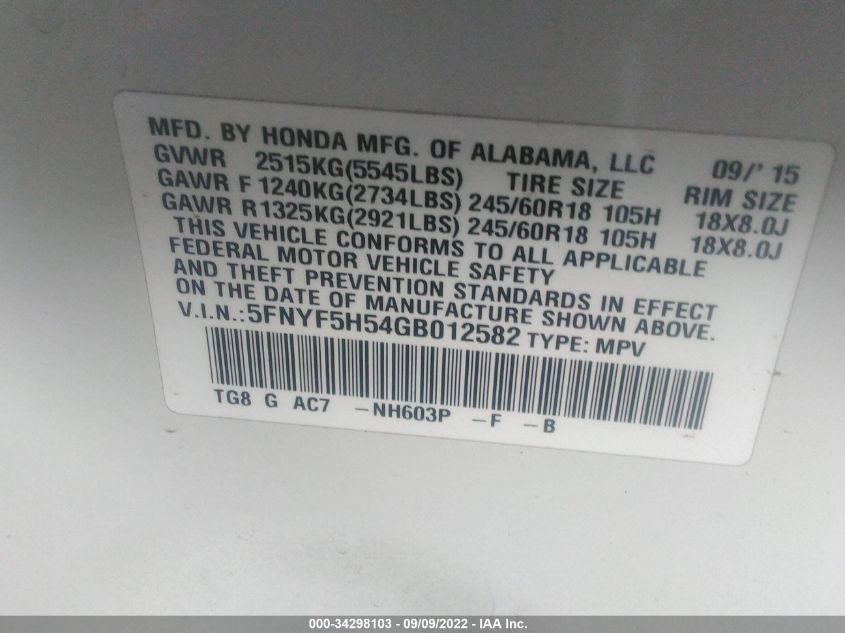 MFD. BY HONDA MFG. OF ALABAMA, LLC 09/' 15
GVWR 2515KG(5545LBS) TIRE SIZE RIM SIZE
GAWR F 1240KG(2734LBS) 245/60R18 105H 18X8.0J
GAWR R 1325KG(2921LBS) 245/60R18 105H 18X8.0J
THIS VEHICLE CONFORMS TO ALL APPLICABLE
FEDERAL MOTOR VEHICLE SAFETY
AND THEFT PREVENTION STANDARDS IN EFFECT
ON THE DATE OF MANUFACTURE SHOWN ABOVE.
V.I.N.:5FNYF5H54GB012582 TYPE: MPV
TG8 G AC7 -NH603P -F -B
000-34298103 - 09/09/2022 - IAA Inc.